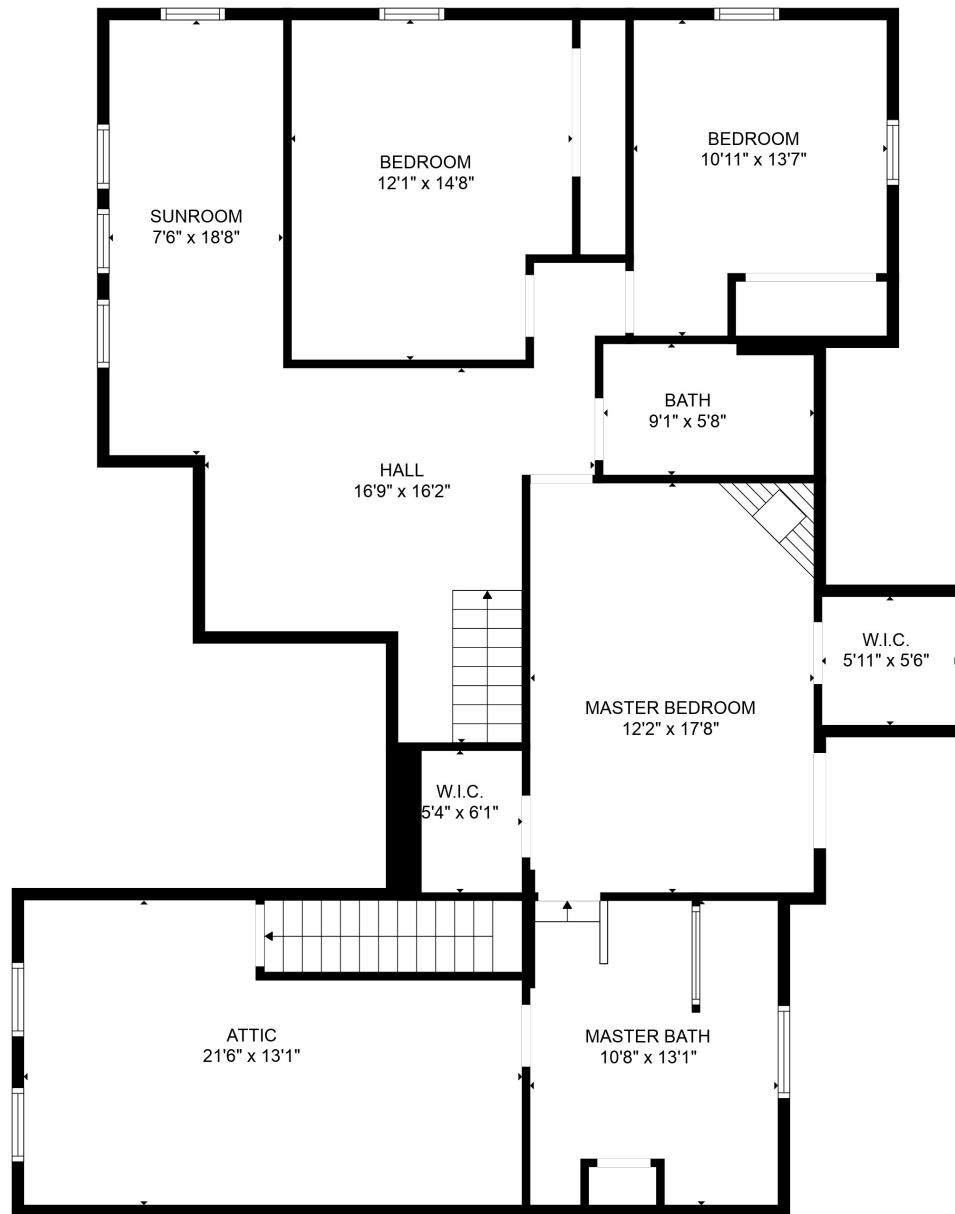 BEDROOM
10'11" x 13'7"
BEDROOM
12'1" x 14'8"
SUNROOM
7'6" x 18'8"
BATH
9'1" x 5'8"
HALL
16'9" x 16'2"
W.I.C.
5'11" x 5'6"
MASTER BEDROOM
12'2" x 17'8"
W.I.C.
5'4" x 6'1"
ATTIC
21'6" x 13'1"
MASTER BATH
10'8" x 13'1"